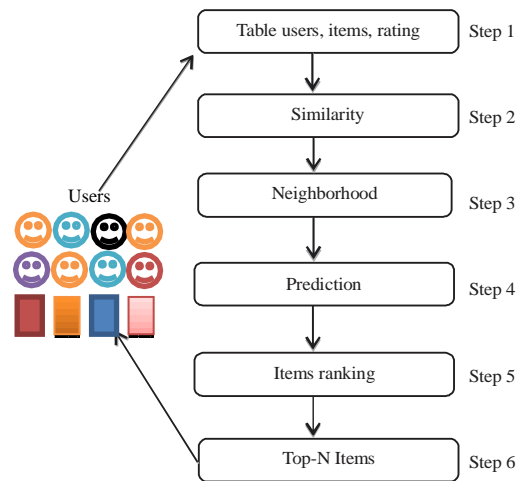 Table users, items, rating Step 1
Similarity Step 2
Users
Neighborhood Step 3
Prediction Step 4
Items ranking Step 5
Top-N Items Step 6